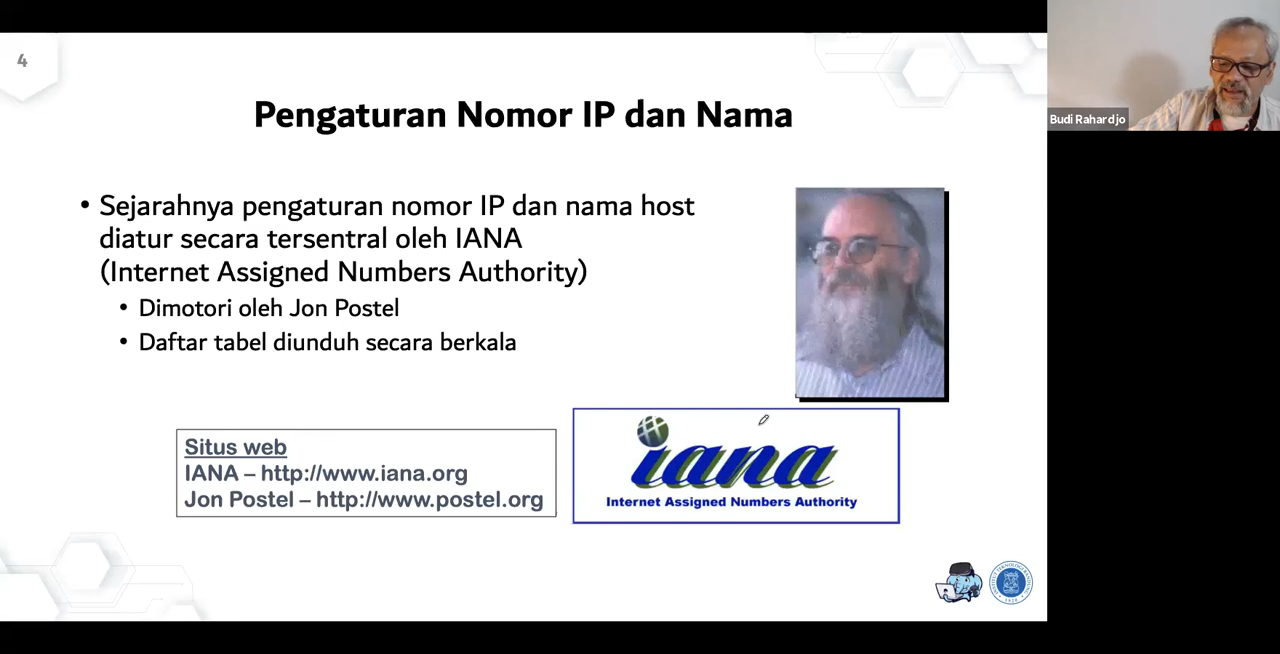 4
Pengaturan Nomor IP dan Nama
Budi Rahardjo
• Sejarahnya pengaturan nomor IP dan nama host
diatur secara tersentral oleh IANA
(Internet Assigned Numbers Authority)
• Dimotori oleh Jon Postel
• Daftar tabel diunduh secara berkala
Situs web
IANA – http://www.iana.org
Jon Postel – http://www.postel.org
iana
Internet Assigned Numbers Authority